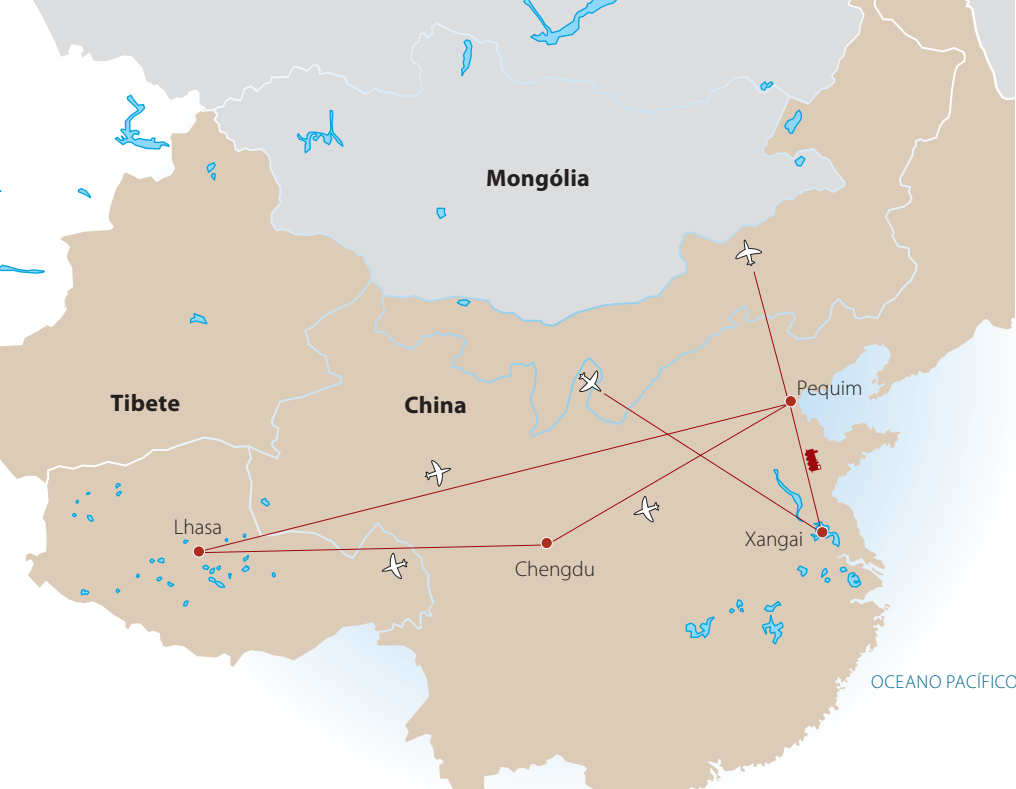 Mongólia
Pequim
Tibete
China
Lhasa
Xangai
Chengdu
OCEANO PACÍFICO